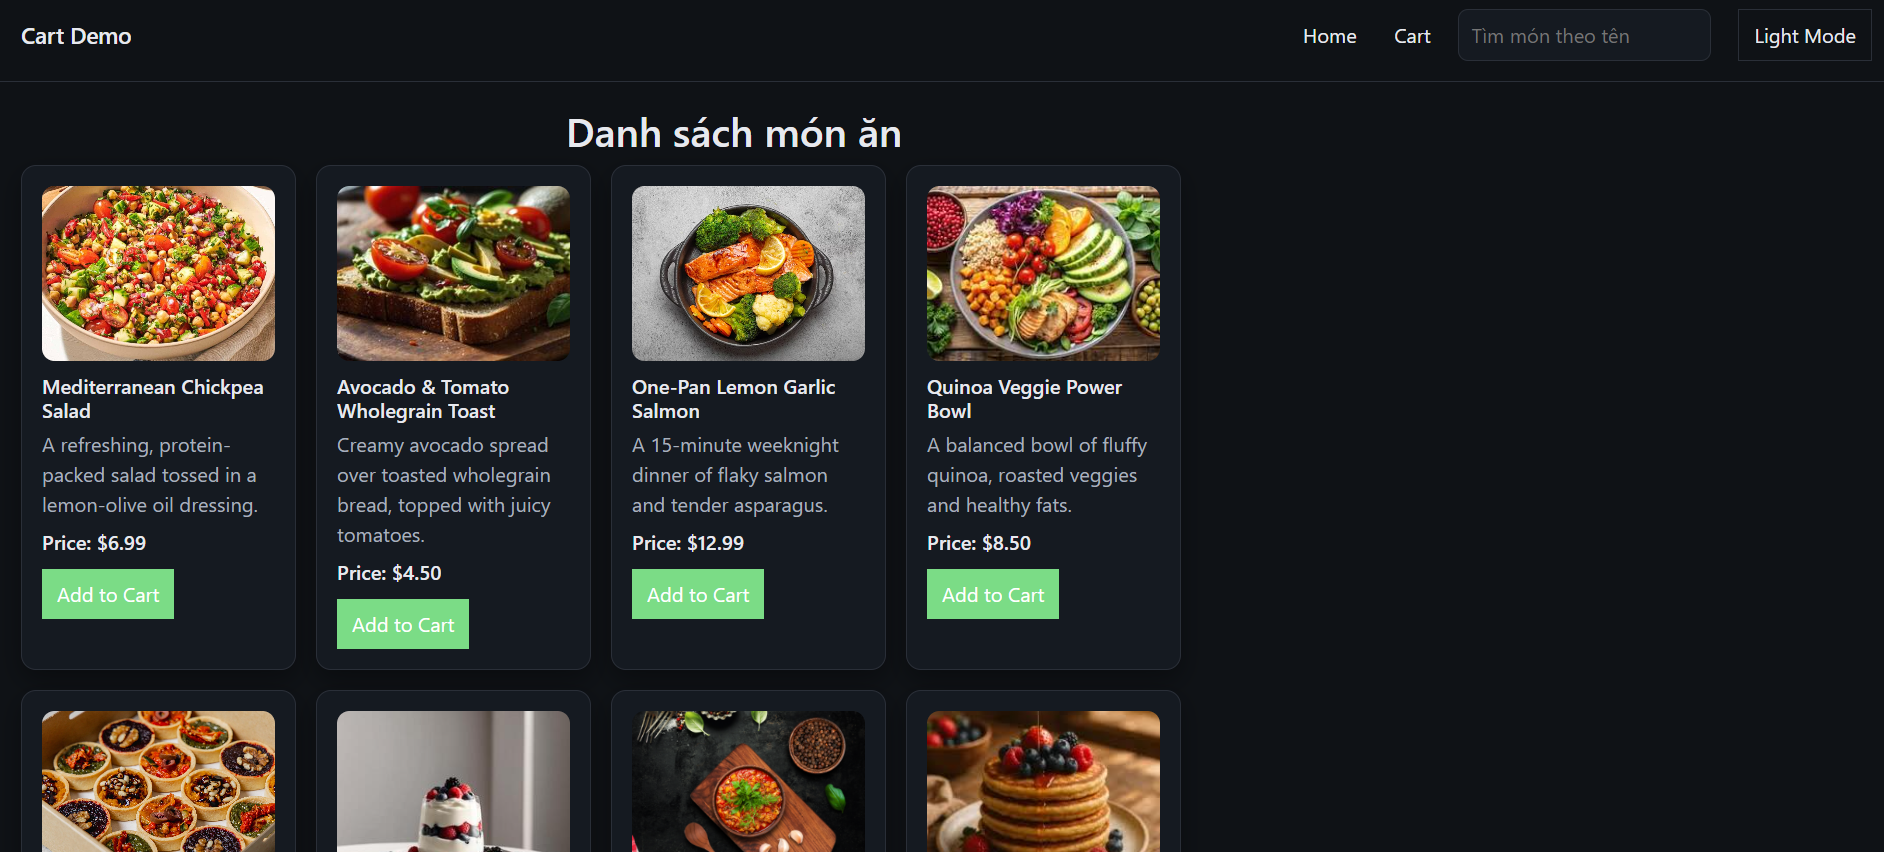 Cart Demo
Home
Cart
Tìm món theo tên
Light Mode
Danh sách món ăn
Mediterranean Chickpea
Salad
A refreshing, protein-
packed salad tossed in a
lemon-olive oil dressing.
Price: $6.99
Add to Cart
Avocado & Tomato
Wholegrain Toast
Creamy avocado spread
over toasted wholegrain
bread, topped with juicy
tomatoes.
Price: $4.50
Add to Cart
One-Pan Lemon Garlic
Salmon
A 15-minute weeknight
dinner of flaky salmon
and tender asparagus.
Price: $12.99
Add to Cart
Quinoa Veggie Power
Bowl
A balanced bowl of fluffy
quinoa, roasted veggies
and healthy fats.
Price: $8.50
Add to Cart